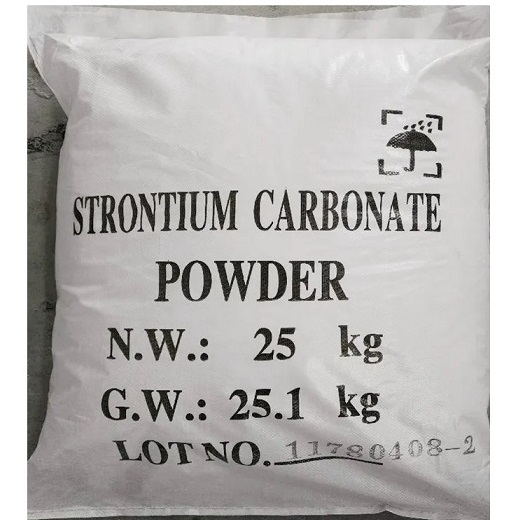 STRONTIUM CARBONATE
POWDER
N.W.: 25 kg
G.W.: 25.1 kg
LOT NO. 11780408-2